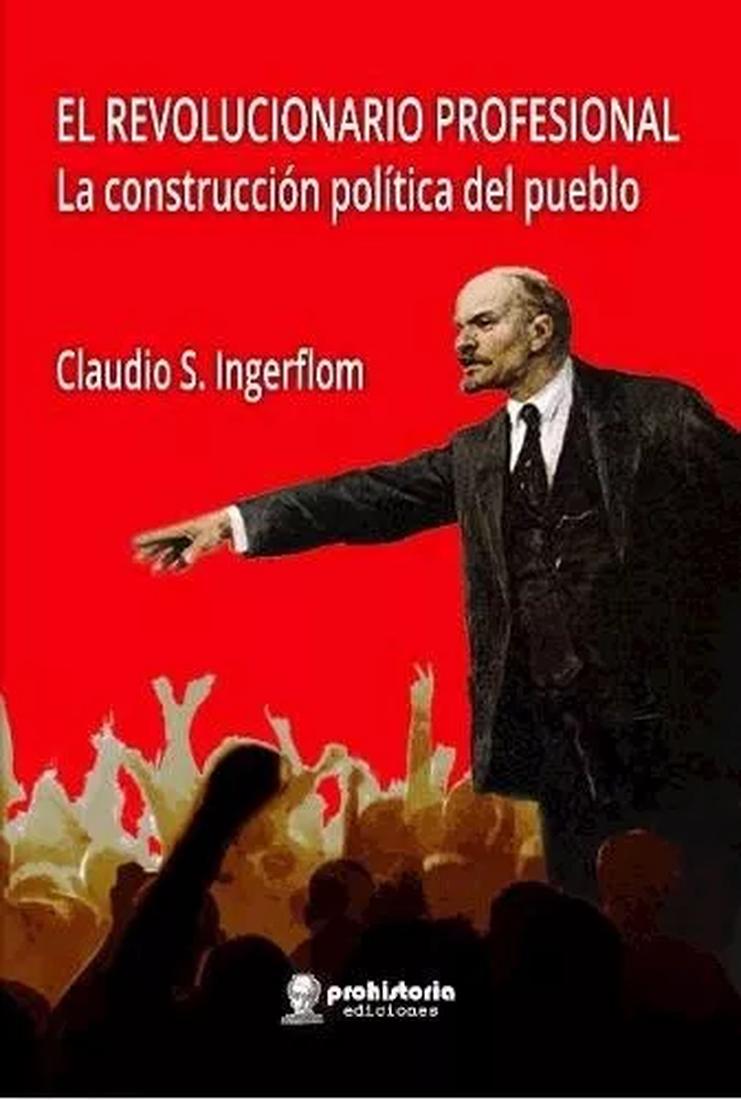 EL REVOLUCIONARIO PROFESIONAL
La construcción política del pueblo
Claudio S. Ingerflom
prohistoria
ediciones